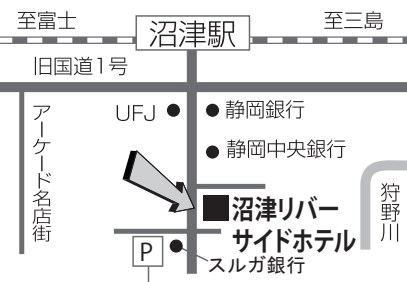 至富士
沼津駅
至三島
旧国道1号
UFJ
静岡銀行
静岡中央銀行
アーケード名店街
狩野川
沼津リバー
サイドホテル
P
スルガ銀行